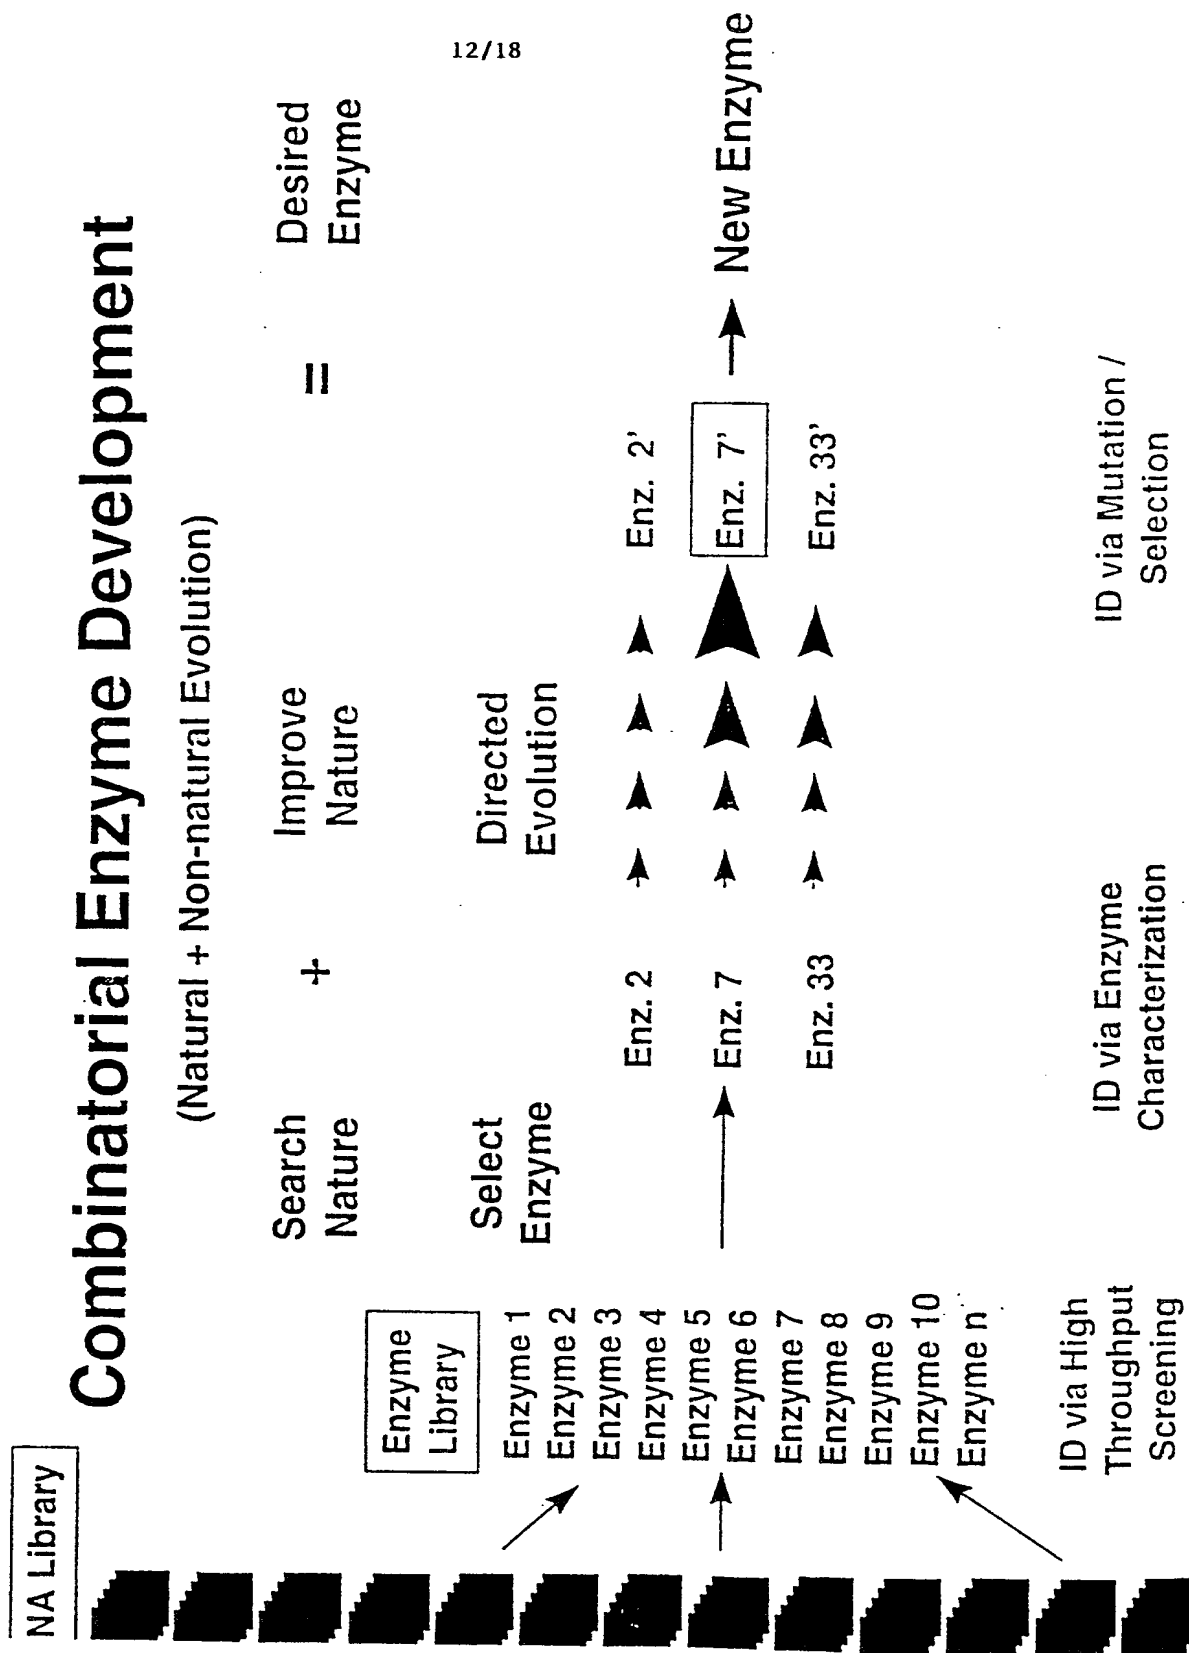 12/18
Combinatorial Enzyme Development
(Natural + Non-natural Evolution)
NA Library
Search
Nature
+
Improve
Nature
=
Desired
Enzyme
Enzyme
Library
Select
Enzyme
Directed
Evolution
Enzyme 1
Enzyme 2
Enzyme 3
Enzyme 4
Enzyme 5
Enzyme 6
Enzyme 7
Enzyme 8
Enzyme 9
Enzyme 10
Enzyme n
Enz. 2
Enz. 7
Enz. 33
Enz. 2'
Enz. 7'
Enz. 33'
New Enzyme
ID via High
Throughput
Screening
ID via Enzyme
Characterization
ID via Mutation /
Selection